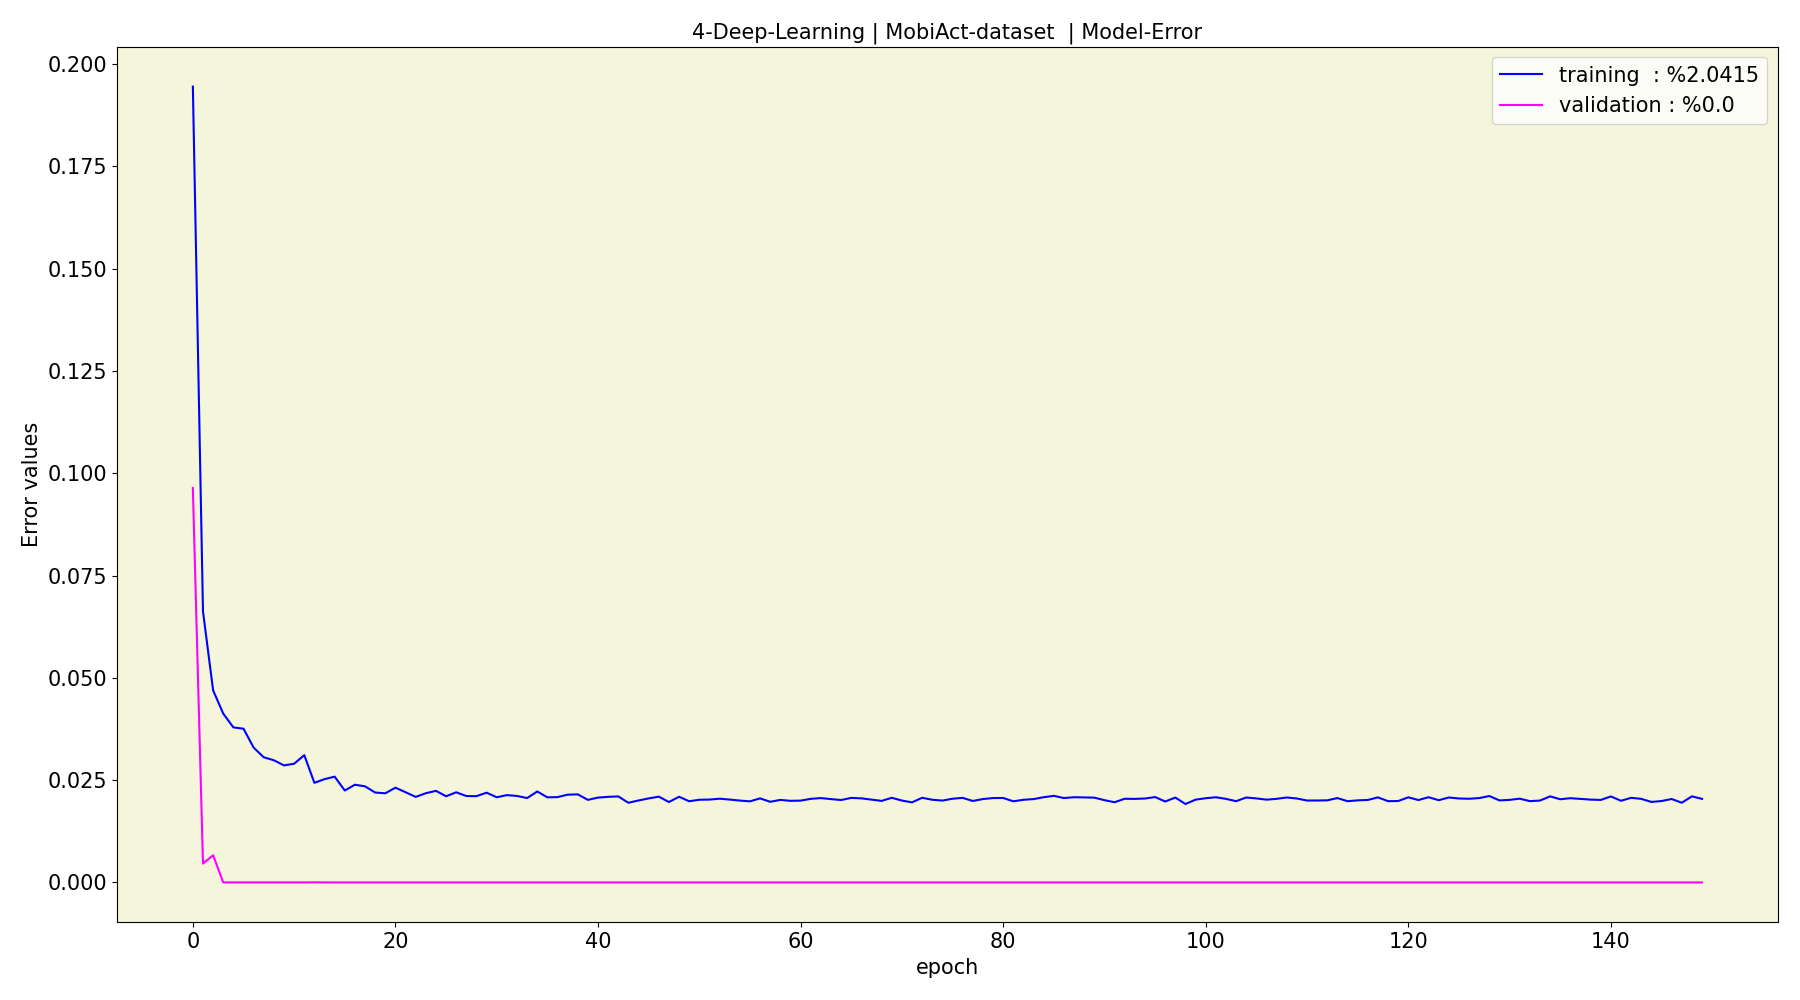 4-Deep-Learning | MobiAct-dataset  | Model-Error
training  : %2.0415
validation : %0.0
Error values
0.200
0.175
0.150
0.125
0.100
0.075
0.050
0.025
0.000
0 20 40 60 80 100 120 140
epoch